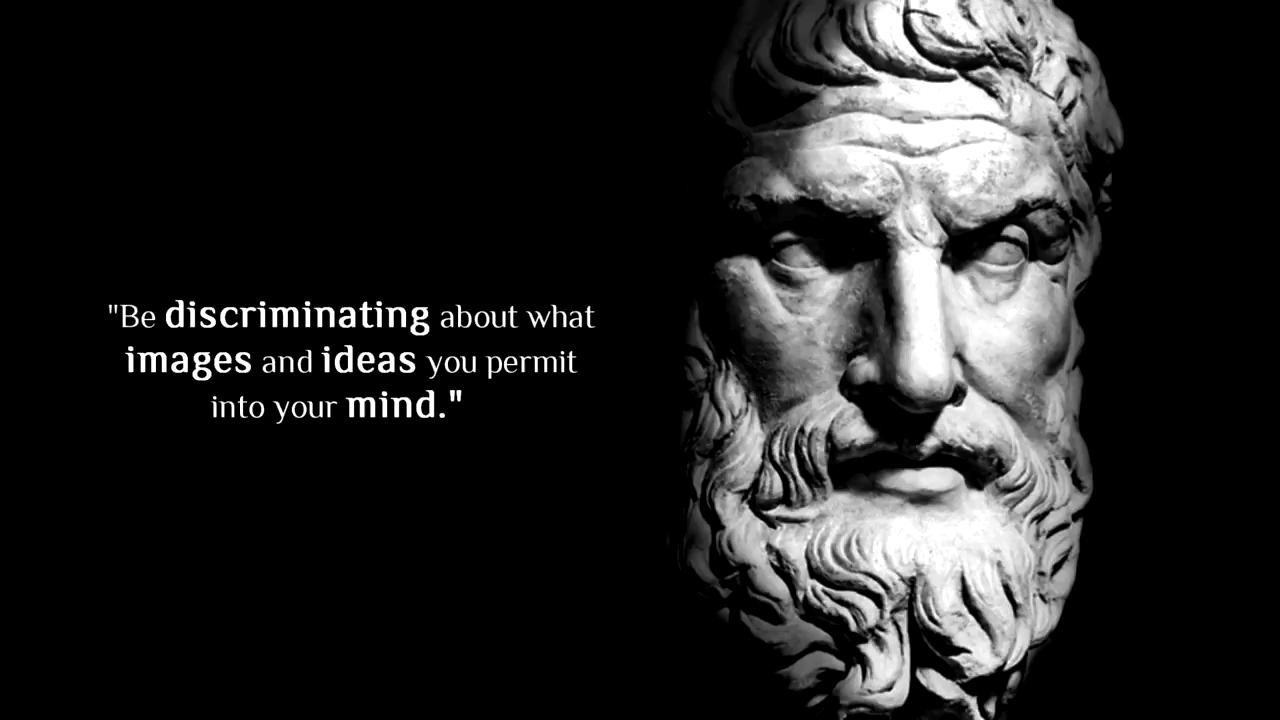 "Be discriminating about what
images and ideas you permit
into your mind."